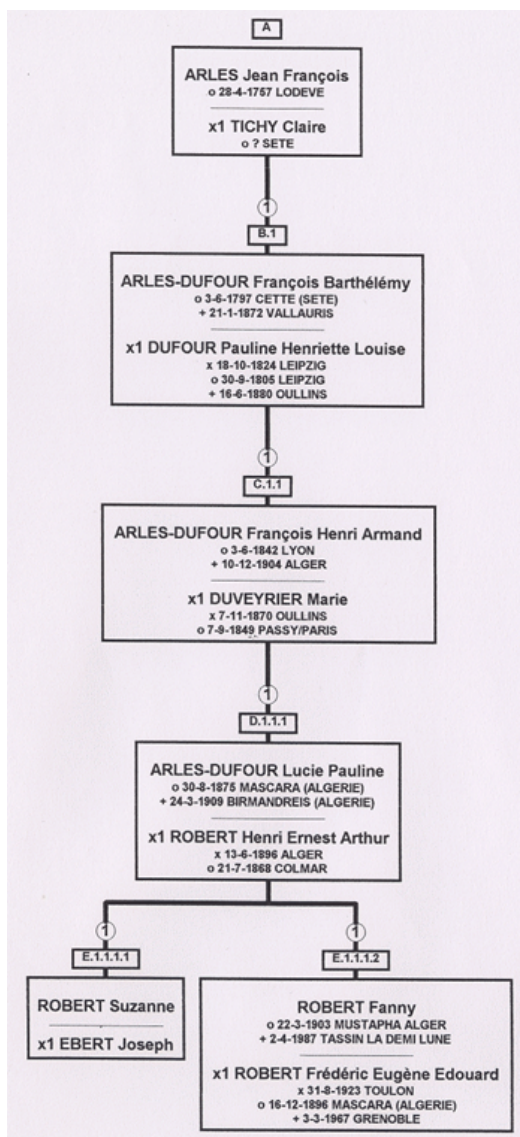 A
ARLES Jean François
o 28-4-1757 LODEVE
x1 TICHY Claire
o ? SETE
1
B.1
ARLES-DUFOUR François Barthélémy
o 3-6-1797 CETTE (SETE)
+ 21-1-1872 VALLAURIS
x1 DUFOUR Pauline Henriette Louise
x 18-10-1824 LEIPZIG
o 30-9-1805 LEIPZIG
+ 16-6-1880 OULLINS
1
C.1.1
ARLES-DUFOUR François Henri Armand
o 3-6-1842 LYON
+ 10-12-1904 ALGER
x1 DUVEYRIER Marie
x 7-11-1870 OULLINS
o 7-9-1849 PASSY/PARIS
1
D.1.1.1
ARLES-DUFOUR Lucie Pauline
o 30-8-1875 MASCARA (ALGERIE)
+ 24-3-1909 BIRMANDREIS (ALGERIE)
x1 ROBERT Henri Ernest Arthur
x 13-6-1896 ALGER
o 21-7-1868 COLMAR
1
E.1.1.1.1
ROBERT Suzanne
x1 EBERT Joseph
1
E.1.1.1.2
ROBERT Fanny
o 22-3-1903 MUSTAPHA ALGER
+ 2-4-1987 TASSIN LA DEMI LUNE
x1 ROBERT Frédéric Eugène Edouard
x 31-8-1923 TOULON
o 16-12-1896 MASCARA (ALGERIE)
+ 3-3-1967 GRENOBLE